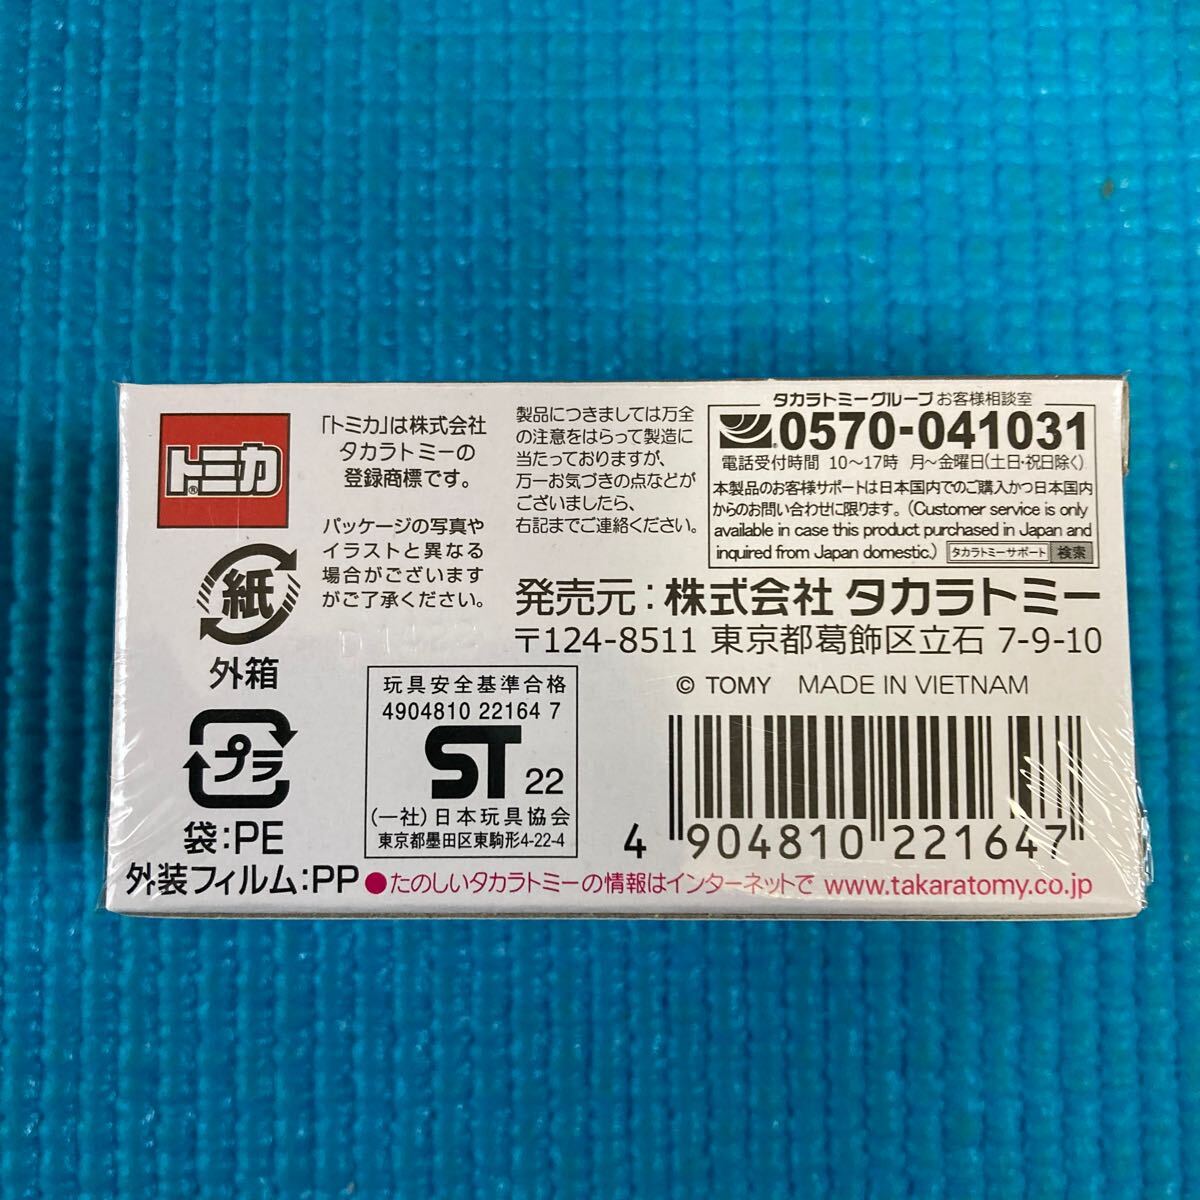 トミカ®
「トミカ」は株式会社
タカラトミーの
登録商標です。
パッケージの写真や
イラストと異なる
場合がございます
がご了承ください。
製品につきましては万全
の注意をはらって製造に
当たっておりますが、
万一お気づきの点などが
ございましたら、
右記までご連絡ください。
タカラトミーグループ お客様相談室
0570-041031
電話受付時間 10～17時 月～金曜日(土日・祝日除く)
本製品のお客様サポートは日本国内でのご購入かつ日本国内
からのお問い合わせに限ります。(Customer service is only
available in case this product purchased in Japan and
inquired from Japan domestic.) タカラトミーサポート 検索
発売元：株式会社 タカラトミー
〒124-8511 東京都葛飾区立石 7-9-10
© TOMY MADE IN VIETNAM
紙
外箱
プラ
袋:PE
外装フィルム:PP
玩具安全基準合格
4904810 22164 7
ST 22
(一社)日本玩具協会
東京都墨田区東駒形4-22-4
4 904810 221647
●たのしいタカラトミーの情報はインターネットで www.takaratomy.co.jp